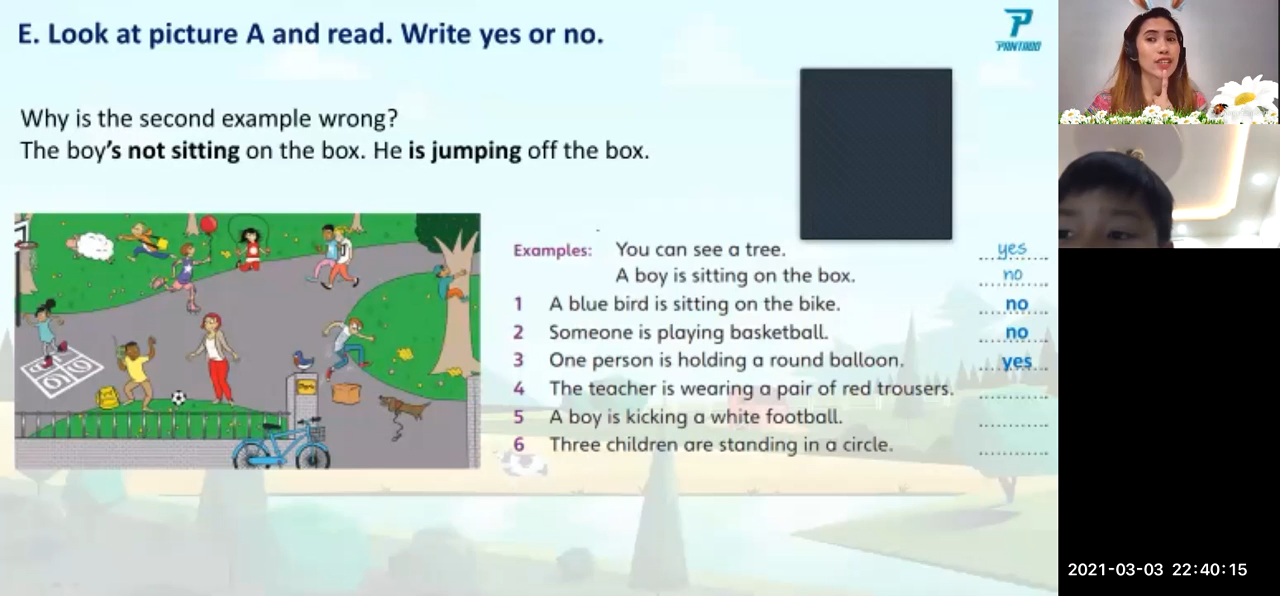 E. Look at picture A and read. Write yes or no.
PANTADO
Why is the second example wrong?
The boy's not sitting on the box. He is jumping off the box.
Examples: You can see a tree. yes
A boy is sitting on the box. no
1 A blue bird is sitting on the bike. no
2 Someone is playing basketball. no
3 One person is holding a round balloon. yes
4 The teacher is wearing a pair of red trousers.
5 A boy is kicking a white football.
6 Three children are standing in a circle.
2021-03-03 22:40:15